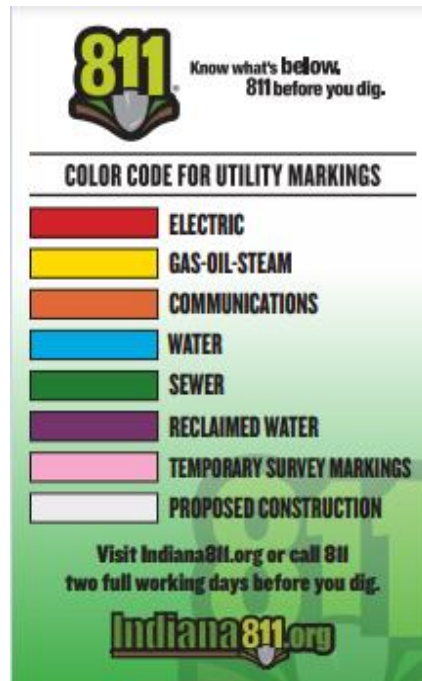 811
Know what's below.
811 before you dig.
COLOR CODE FOR UTILITY MARKINGS
ELECTRIC
GAS-OIL-STEAM
COMMUNICATIONS
WATER
SEWER
RECLAIMED WATER
TEMPORARY SURVEY MARKINGS
PROPOSED CONSTRUCTION
811
Visit Indiana811.org or call 811
two full working days before you dig.
Indiana811.org